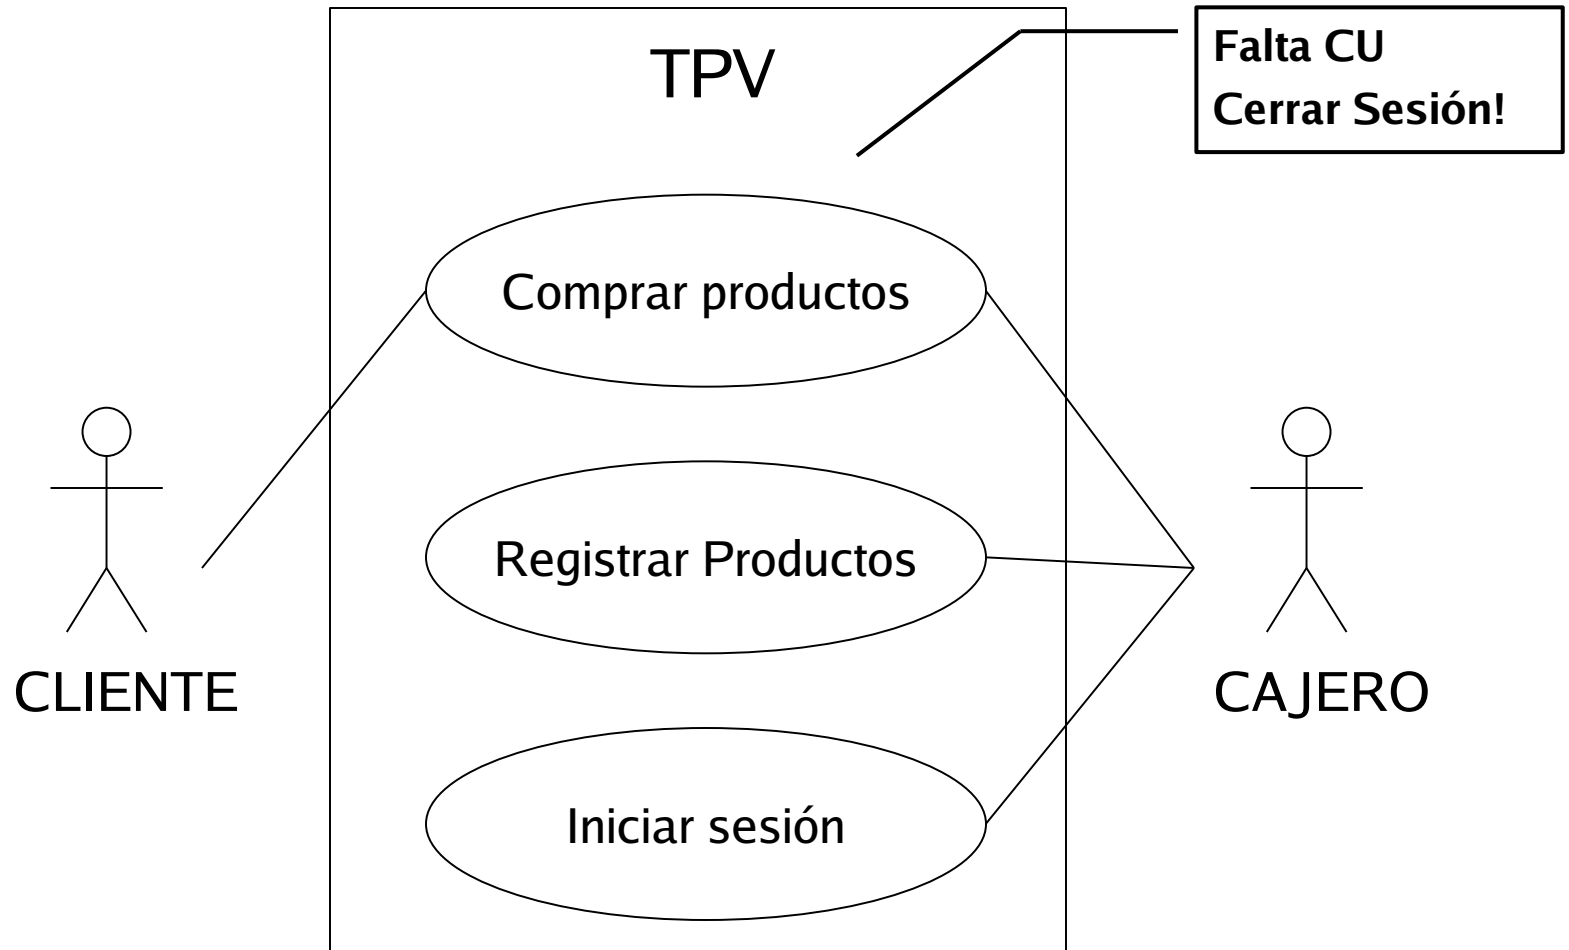 TPV
Falta CU
Cerrar Sesión!
Comprar productos
Registrar Productos
CLIENTE
CAJERO
Iniciar sesión